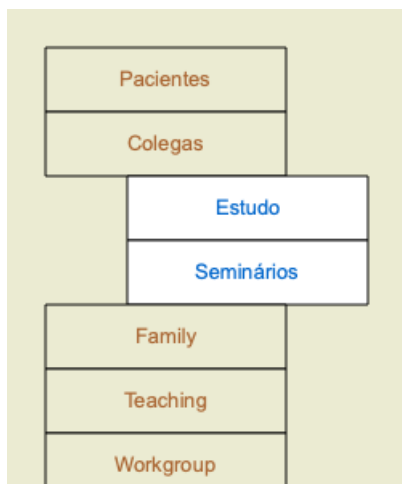 Pacientes
Colegas
Estudo
Seminários
Family
Teaching
Workgroup